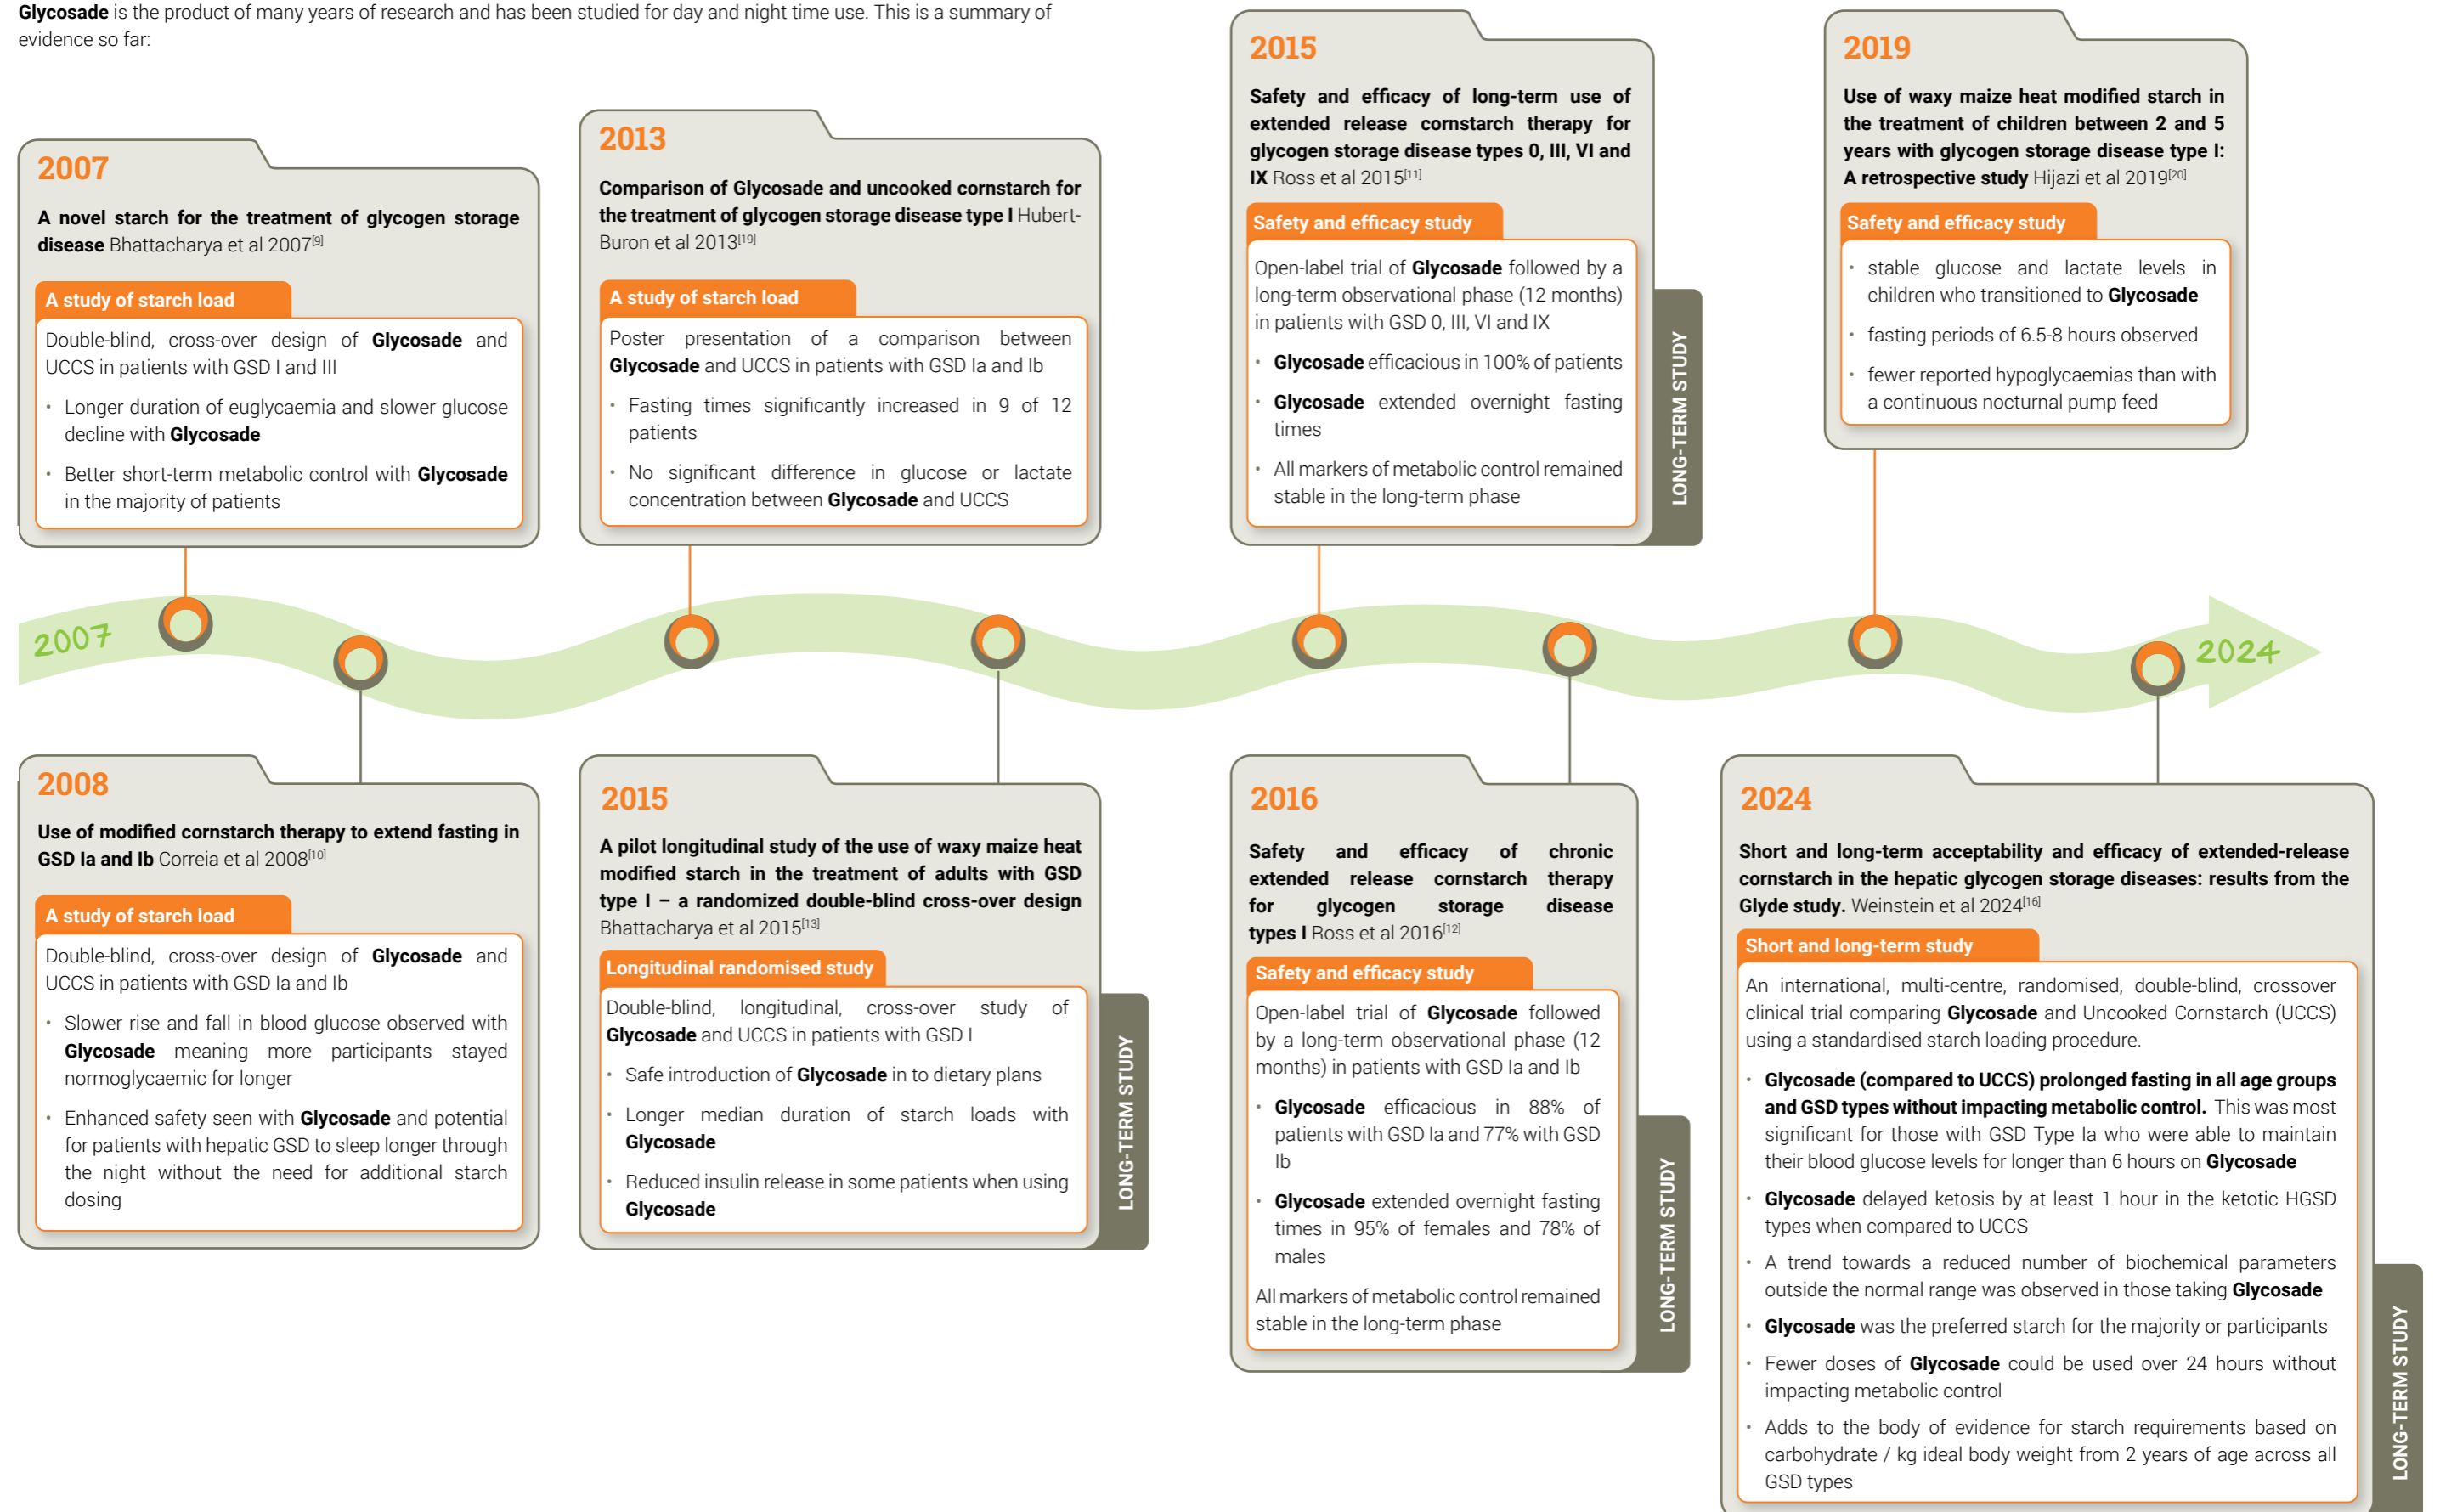 Glycosade is the product of many years of research and has been studied for day and night time use. This is a summary of
evidence so far:
2007
A novel starch for the treatment of glycogen storage
disease Bhattacharya et al 2007[9]
A study of starch load
Double-blind, cross-over design of Glycosade and
UCCS in patients with GSD I and III
• Longer duration of euglycaemia and slower glucose
decline with Glycosade
• Better short-term metabolic control with Glycosade
in the majority of patients
2013
Comparison of Glycosade and uncooked cornstarch for
the treatment of glycogen storage disease type I Hubert-
Buron et al 2013[19]
A study of starch load
Poster presentation of a comparison between
Glycosade and UCCS in patients with GSD Ia and Ib
• Fasting times significantly increased in 9 of 12
patients
• No significant difference in glucose or lactate
concentration between Glycosade and UCCS
2015
Safety and efficacy of long-term use of
extended release cornstarch therapy for
glycogen storage disease types 0, III, VI and
IX Ross et al 2015[11]
Safety and efficacy study
Open-label trial of Glycosade followed by a
long-term observational phase (12 months)
in patients with GSD 0, III, VI and IX
• Glycosade efficacious in 100% of patients
• Glycosade extended overnight fasting
times
• All markers of metabolic control remained
stable in the long-term phase
LONG-TERM STUDY
2019
Use of waxy maize heat modified starch in
the treatment of children between 2 and 5
years with glycogen storage disease type I:
A retrospective study Hijazi et al 2019[20]
Safety and efficacy study
• stable glucose and lactate levels in
children who transitioned to Glycosade
• fasting periods of 6.5-8 hours observed
• fewer reported hypoglycaemias than with
a continuous nocturnal pump feed
2007
2024
2008
Use of modified cornstarch therapy to extend fasting in
GSD Ia and Ib Correia et al 2008[10]
A study of starch load
Double-blind, cross-over design of Glycosade and
UCCS in patients with GSD Ia and Ib
• Slower rise and fall in blood glucose observed with
Glycosade meaning more participants stayed
normoglycaemic for longer
• Enhanced safety seen with Glycosade and potential
for patients with hepatic GSD to sleep longer through
the night without the need for additional starch
dosing
2015
A pilot longitudinal study of the use of waxy maize heat
modified starch in the treatment of adults with GSD
type I – a randomized double-blind cross-over design
Bhattacharya et al 2015[13]
Longitudinal randomised study
Double-blind, longitudinal, cross-over study of
Glycosade and UCCS in patients with GSD I
• Safe introduction of Glycosade in to dietary plans
• Longer median duration of starch loads with
Glycosade
• Reduced insulin release in some patients when using
Glycosade
LONG-TERM STUDY
2016
Safety and efficacy of chronic
extended release cornstarch therapy
for glycogen storage disease
types I Ross et al 2016[12]
Safety and efficacy study
Open-label trial of Glycosade followed
by a long-term observational phase (12
months) in patients with GSD Ia and Ib
• Glycosade efficacious in 88% of
patients with GSD Ia and 77% with GSD
Ib
• Glycosade extended overnight fasting
times in 95% of females and 78% of
males
All markers of metabolic control remained
stable in the long-term phase
LONG-TERM STUDY
2024
Short and long-term acceptability and efficacy of extended-release
cornstarch in the hepatic glycogen storage diseases: results from the
Glyde study. Weinstein et al 2024[16]
Short and long-term study
An international, multi-centre, randomised, double-blind, crossover
clinical trial comparing Glycosade and Uncooked Cornstarch (UCCS)
using a standardised starch loading procedure.
• Glycosade (compared to UCCS) prolonged fasting in all age groups
and GSD types without impacting metabolic control. This was most
significant for those with GSD Type Ia who were able to maintain
their blood glucose levels for longer than 6 hours on Glycosade
• Glycosade delayed ketosis by at least 1 hour in the ketotic HGSD
types when compared to UCCS
• A trend towards a reduced number of biochemical parameters
outside the normal range was observed in those taking Glycosade
• Glycosade was the preferred starch for the majority or participants
• Fewer doses of Glycosade could be used over 24 hours without
impacting metabolic control
• Adds to the body of evidence for starch requirements based on
carbohydrate / kg ideal body weight from 2 years of age across all
GSD types
LONG-TERM STUDY